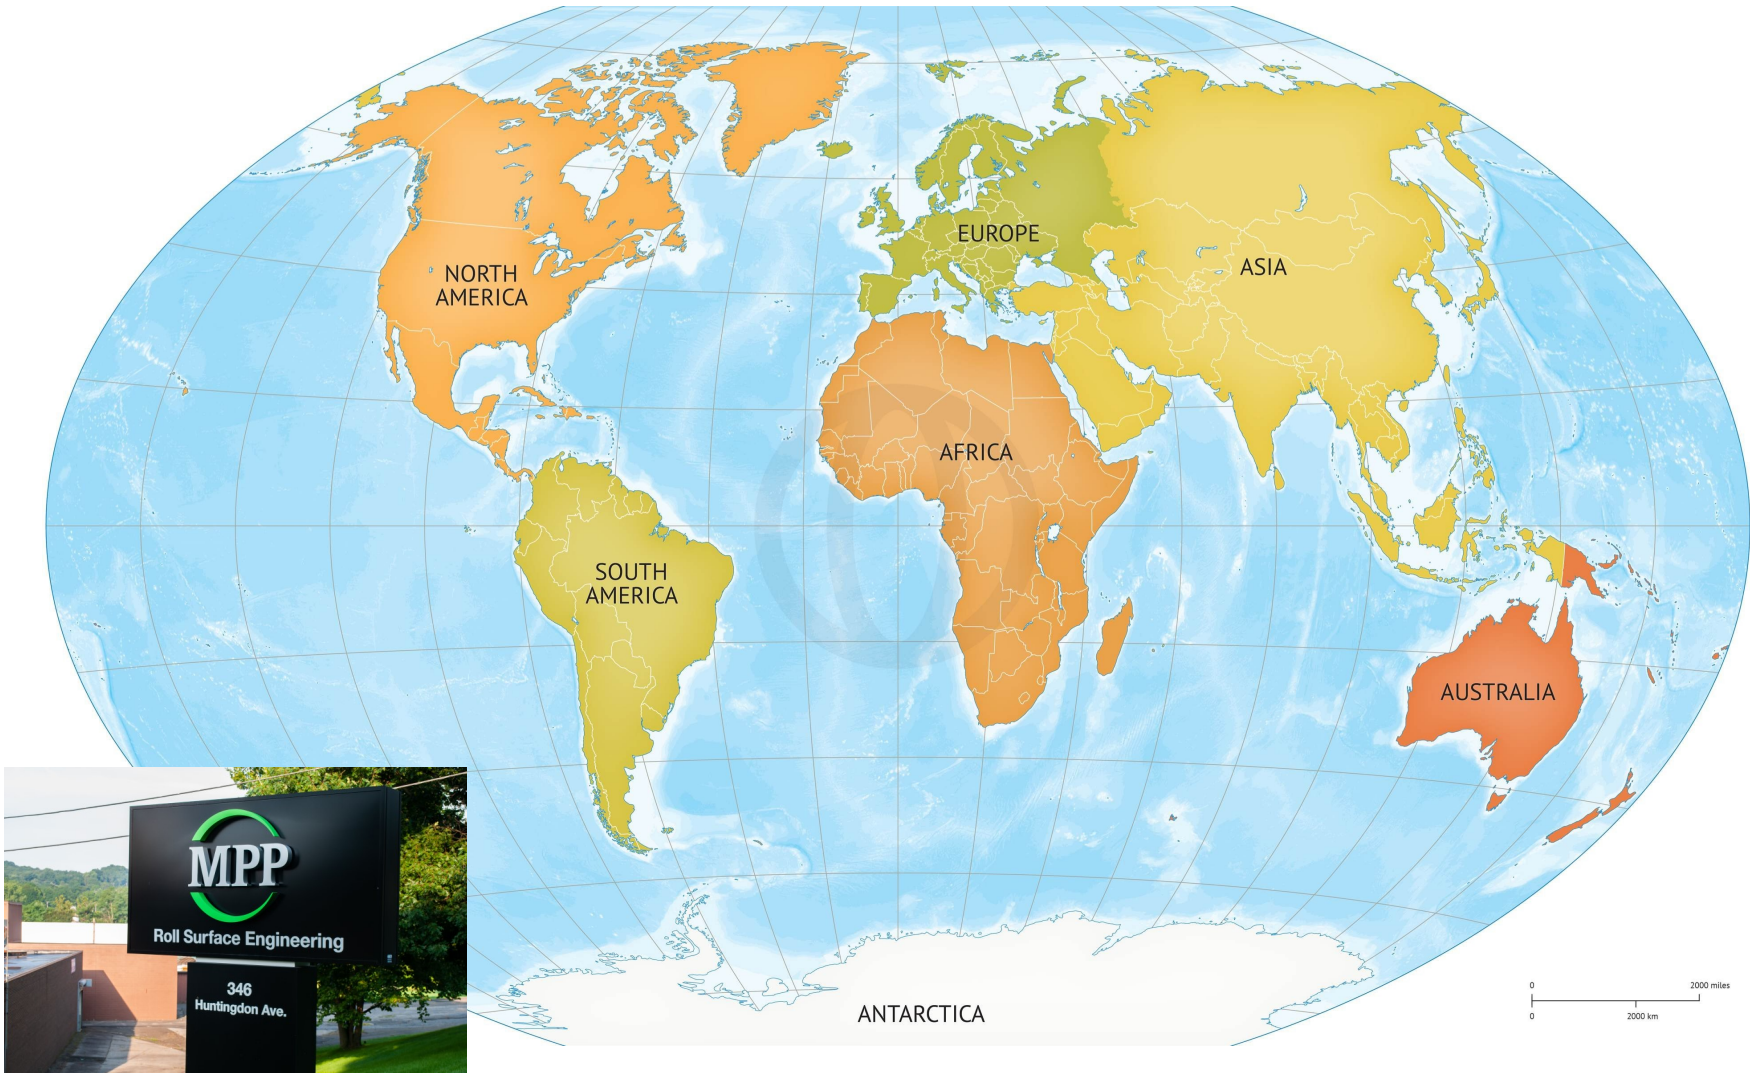 NORTH
AMERICA
EUROPE
ASIA
AFRICA
SOUTH
AMERICA
AUSTRALIA
ANTARCTICA
0 2000 miles
0 2000 km
MPP
Roll Surface Engineering
346
Huntingdon Ave.